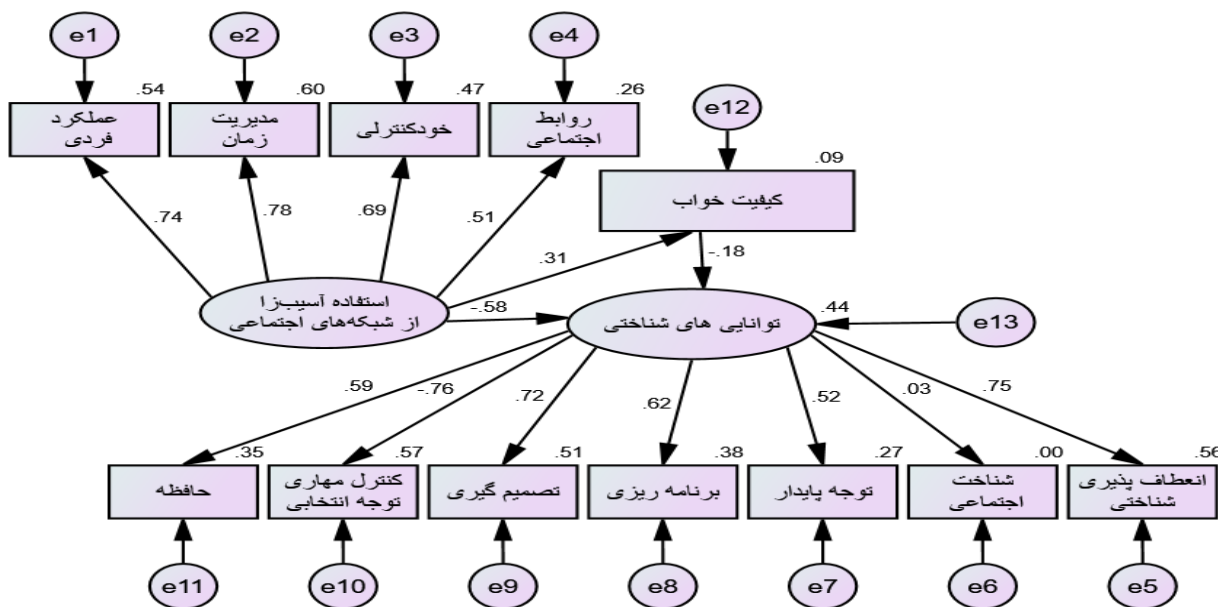 e1
e2
e3
e4
.54
.60
.47
.26
عملکرد
فردی
مدیریت
زمان
خودکنترلی
روابط
اجتماعی
e12
.09
کیفیت خواب
.74
.78
.69
.51
.31
-.18
استفاده آسیب‌زا
از شبکه‌های اجتماعی
-.58
توانایی های شناختی
.44
e13
.59
-.76
.72
.62
.52
.03
.75
.35
.57
.51
.38
.27
.00
.56
حافظه
کنترل مهاری
توجه انتخابی
تصمیم گیری
برنامه ریزی
توجه پایدار
شناخت
اجتماعی
انعطاف پذیری
شناختی
e11
e10
e9
e8
e7
e6
e5